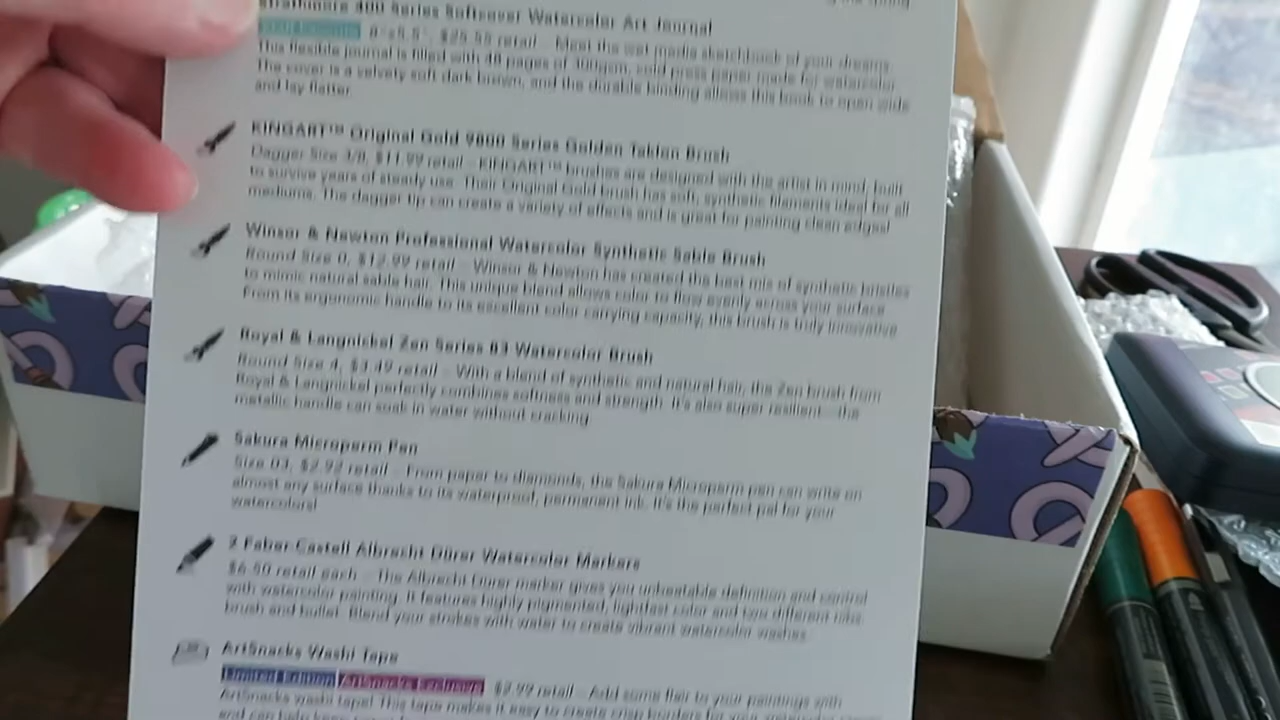 Strathmore 400 Series Softcover Watercolor Art Journal
8"x5.5", $25.55 retail – Meet the wet media sketchbook of your dreams.
The flexible journal is filled with 48 pages of 300gsm, cold press paper made for watercolor.
The cover is a velvety soft dark brown, and the durable binding allows this book to open wide
and lay flatter.
KINGART™ Original Gold 9800 Series Golden Taklon Brush
Dagger Size 3/8, $11.99 retail – KINGART™ brushes are designed with the artist in mind; built
to survive years of steady use. Their Original Gold brush has soft, synthetic filaments ideal for all
mediums. The dagger tip can create a variety of effects and is great for painting clean edges!
Winsor & Newton Professional Watercolor Synthetic Sable Brush
Round Size 0, $12.99 retail – Winsor & Newton has created the best mix of synthetic bristles
to mimic natural sable hair. This unique blend allows color to flow evenly across your surface.
From its ergonomic handle to its excellent color carrying capacity, this brush is truly innovative
Royal & Langnickel Zen Series 83 Watercolor Brush
Round Size 4, $3.49 retail – With a blend of synthetic and natural hair, the Zen brush from
Royal & Langnickel perfectly combines softness and strength. It's also super resilient—the
metallic handle can soak in water without cracking
Sakura Microperm Pen
Size 03, $2.92 retail – From paper to diamonds, the Sakura Microperm pen can write on
almost any surface thanks to its waterproof, permanent ink. It's the perfect pal for your
watercolors!
2 Faber-Castell Albrecht Dürer Watercolor Markers
$6.50 retail each – The Albrecht Dürer marker gives you unbeatable definition and control
with watercolor painting. It features highly pigmented, lightfast color and two different nibs:
brush and bullet. Blend your strokes with water to create vibrant watercolor washes.
ArtSnacks Washi Tape
Limited Edition ArtSnacks Exclusive $2.99 retail – Add some flair to your paintings with
ArtSnacks washi tape! This tape makes it easy to create crisp borders for your watercolor
and can help keep